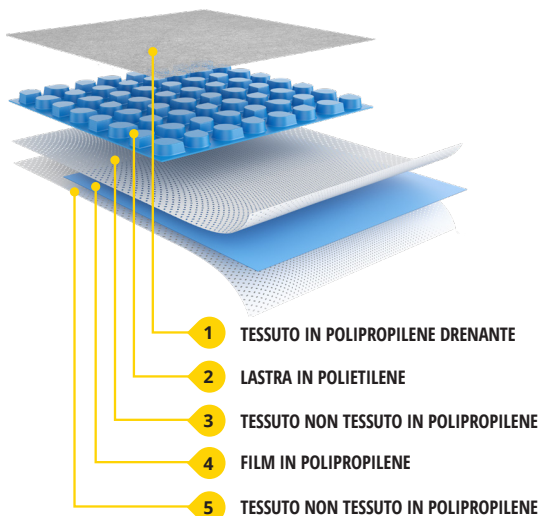 1 TESSUTO IN POLIPROPILENE DRENANTE
2 LASTRA IN POLIETILENE
3 TESSUTO NON TESSUTO IN POLIPROPILENE
4 FILM IN POLIPROPILENE
5 TESSUTO NON TESSUTO IN POLIPROPILENE